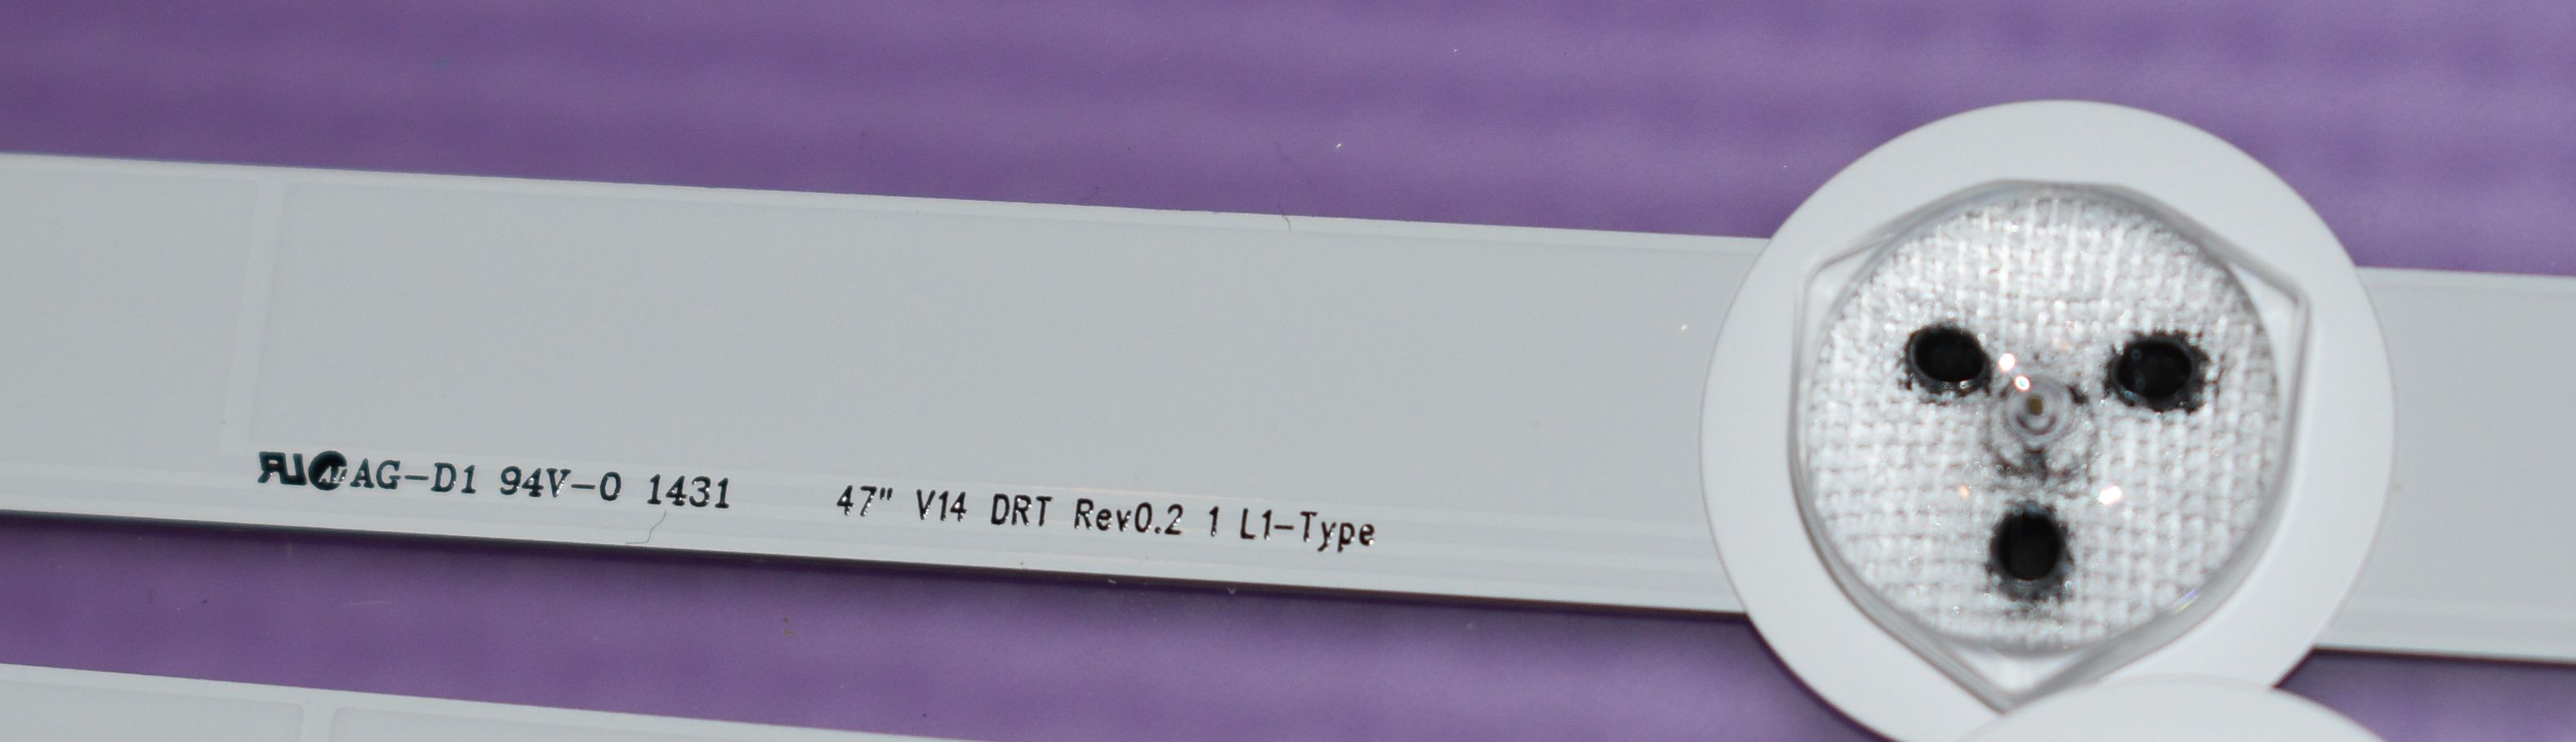 AG-D1 94V-0 1431
47" V14 DRT Rev0.2 1 L1-Type